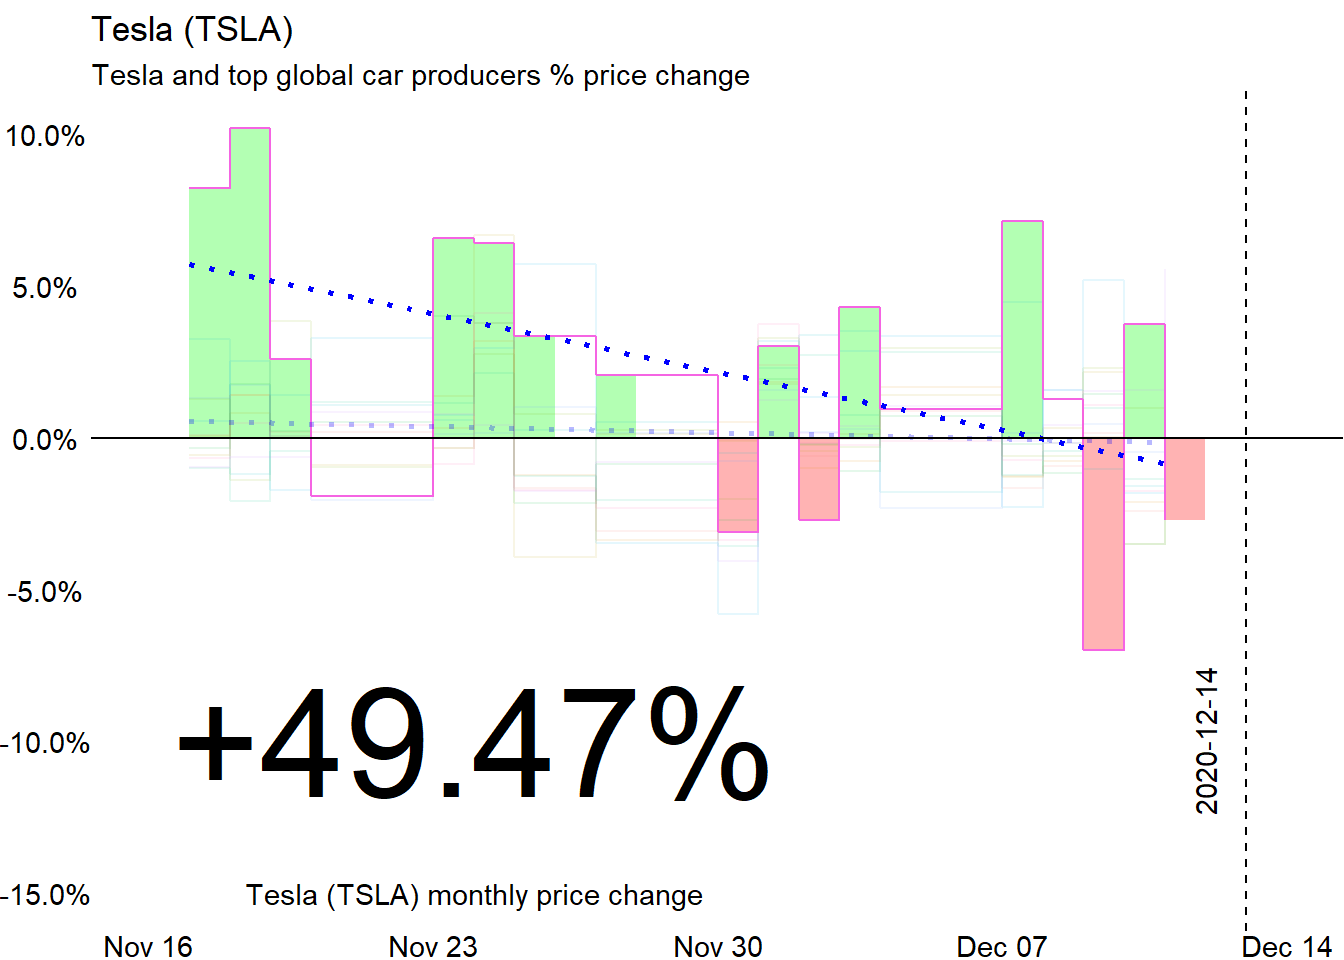 Tesla (TSLA)
Tesla and top global car producers % price change
10.0%
5.0%
0.0%
-5.0%
-10.0%
-15.0%
+49.47%
Tesla (TSLA) monthly price change
2020-12-14
Nov 16
Nov 23
Nov 30
Dec 07
Dec 14